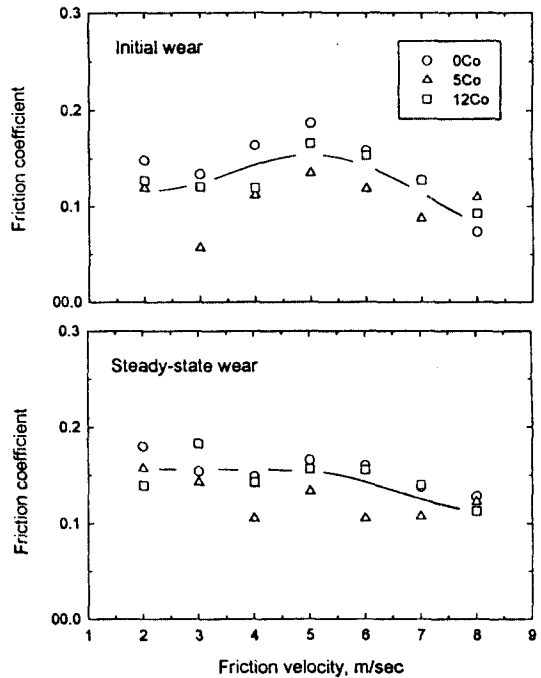 0.3
Initial wear
0Co
5Co
12Co
0.2
Friction coefficient
0.1
00.0
0.3
Steady-state wear
0.2
Friction coefficient
0.1
00.0
1 2 3 4 5 6 7 8 9
Friction velocity, m/sec